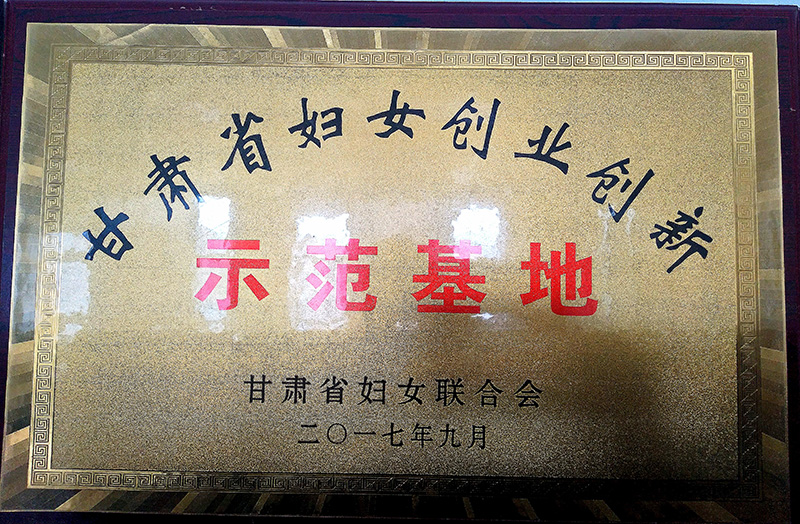 甘肃省妇女创业创新
示范基地
甘肃省妇女联合会
二〇一七年九月